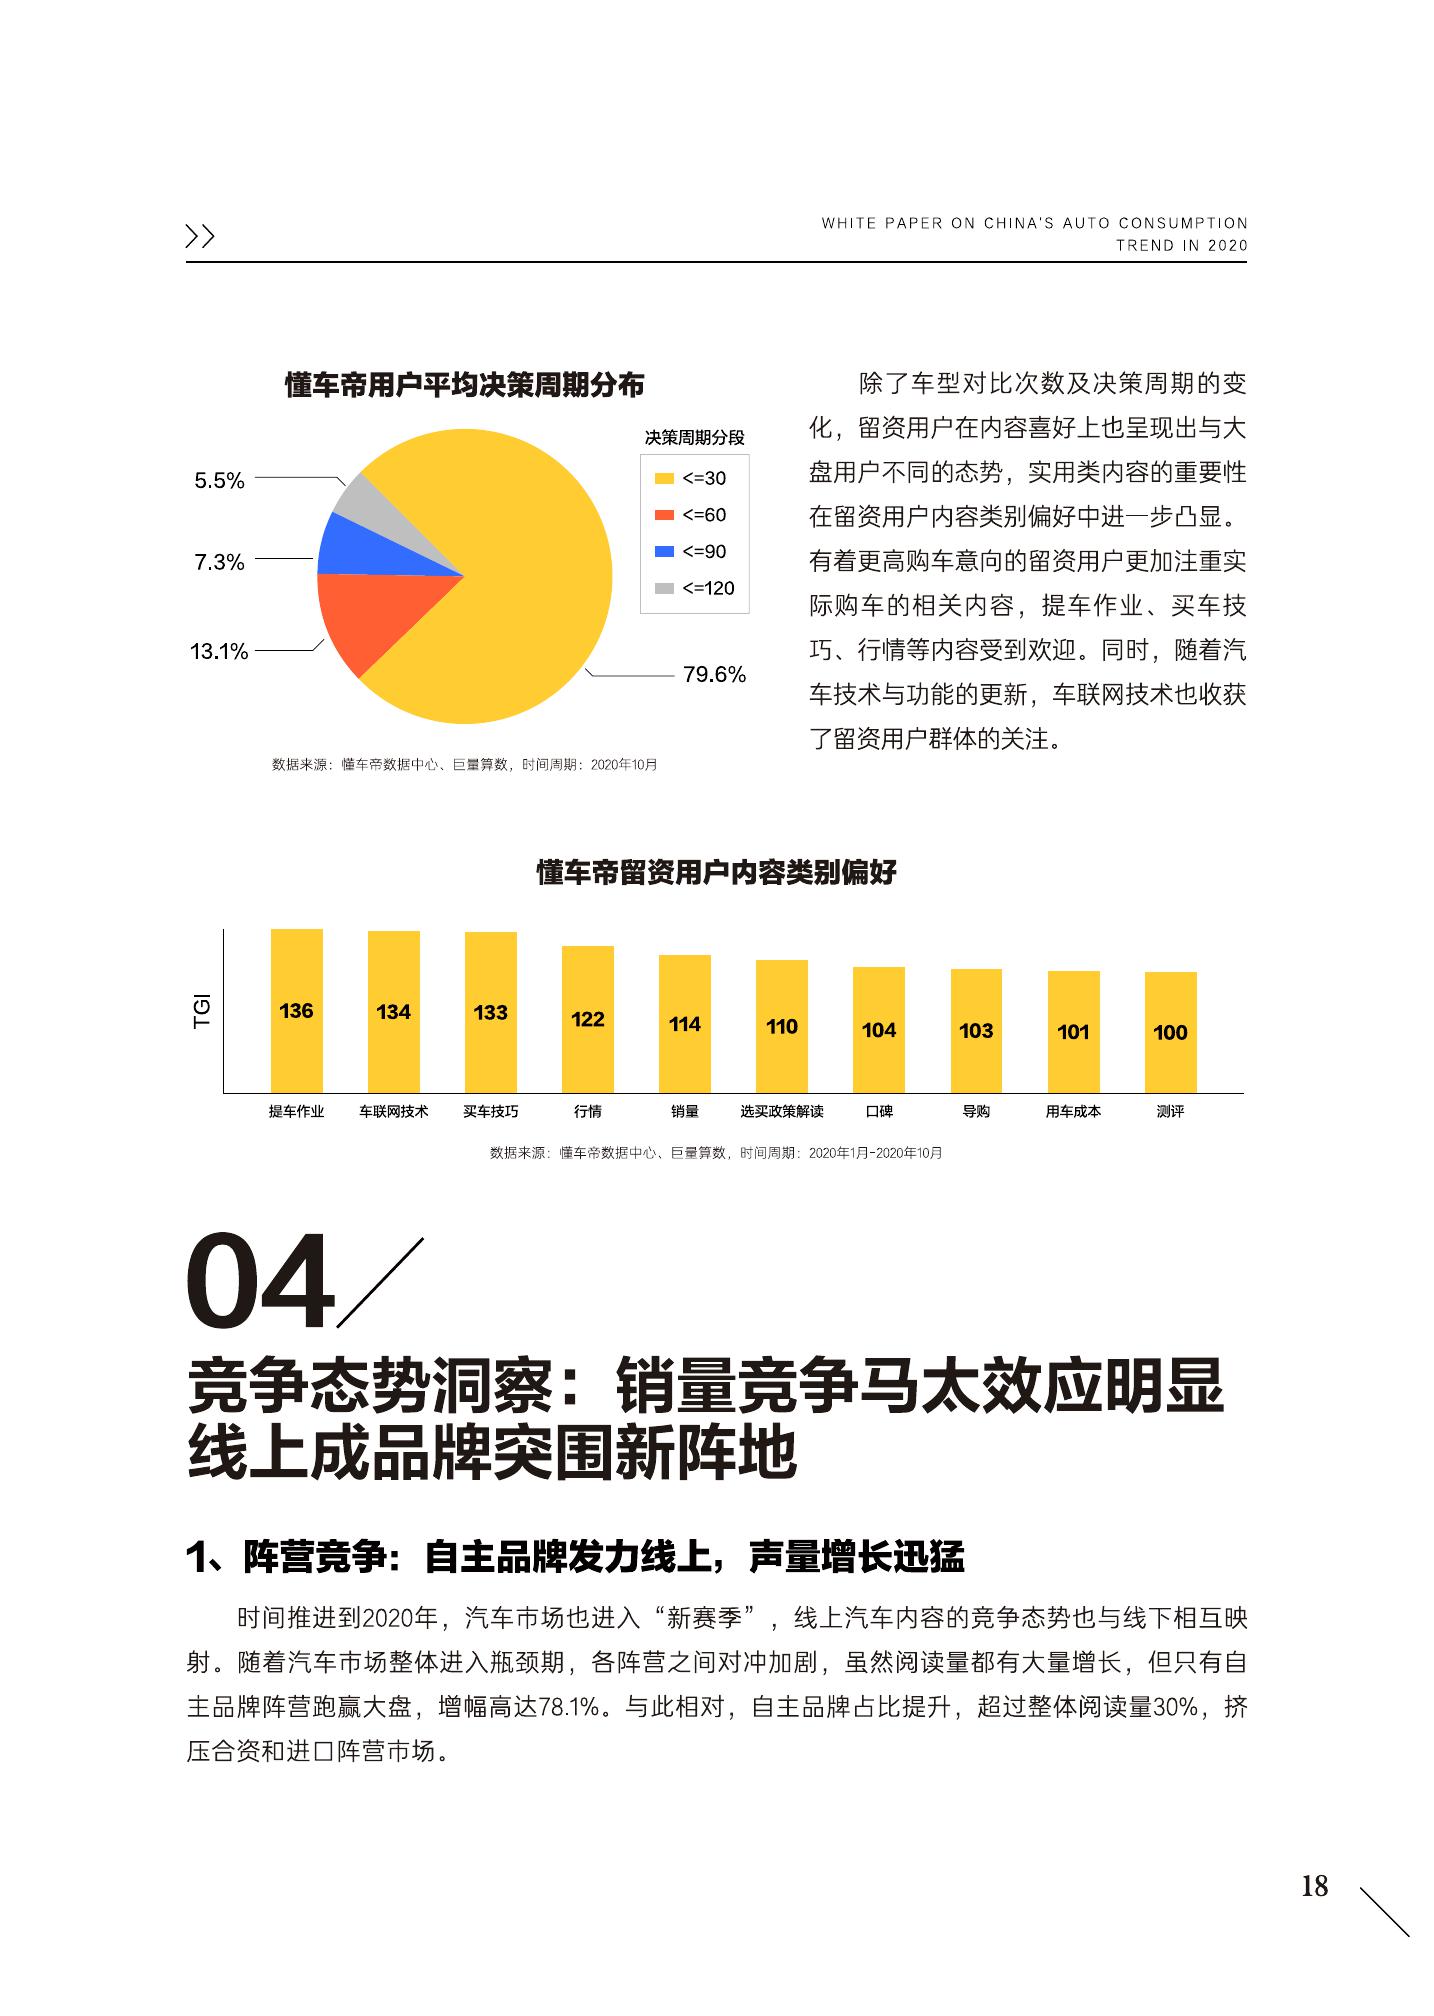 WHITE PAPER ON CHINA'S AUTO CONSUMPTION
TREND IN 2020
懂车帝用户平均决策周期分布
决策周期分段
<=30
<=60
<=90
<=120
5.5%
7.3%
13.1%
79.6%
数据来源：懂车帝数据中心、巨量算数，时间周期：2020年10月
除了车型对比次数及决策周期的变
化，留资用户在内容喜好上也呈现出与大
盘用户不同的态势，实用类内容的重要性
在留资用户内容类别偏好中进一步凸显。
有着更高购车意向的留资用户更加注重实
际购车的相关内容，提车作业、买车技
巧、行情等内容受到欢迎。同时，随着汽
车技术与功能的更新，车联网技术也收获
了留资用户群体的关注。
懂车帝留资用户内容类别偏好
TGI
136 134 133 122 114 110 104 103 101 100
提车作业 车联网技术 买车技巧 行情 销量 选买政策解读 口碑 导购 用车成本 测评
数据来源：懂车帝数据中心、巨量算数，时间周期：2020年1月-2020年10月
04
竞争态势洞察：销量竞争马太效应明显
线上成品牌突围新阵地
1、阵营竞争：自主品牌发力线上，声量增长迅猛
时间推进到2020年，汽车市场也进入“新赛季”，线上汽车内容的竞争态势也与线下相互映
射。随着汽车市场整体进入瓶颈期，各阵营之间对冲加剧，虽然阅读量都有大量增长，但只有自
主品牌阵营跑赢大盘，增幅高达78.1%。与此相对，自主品牌占比提升，超过整体阅读量30%，挤
压合资和进口阵营市场。
18